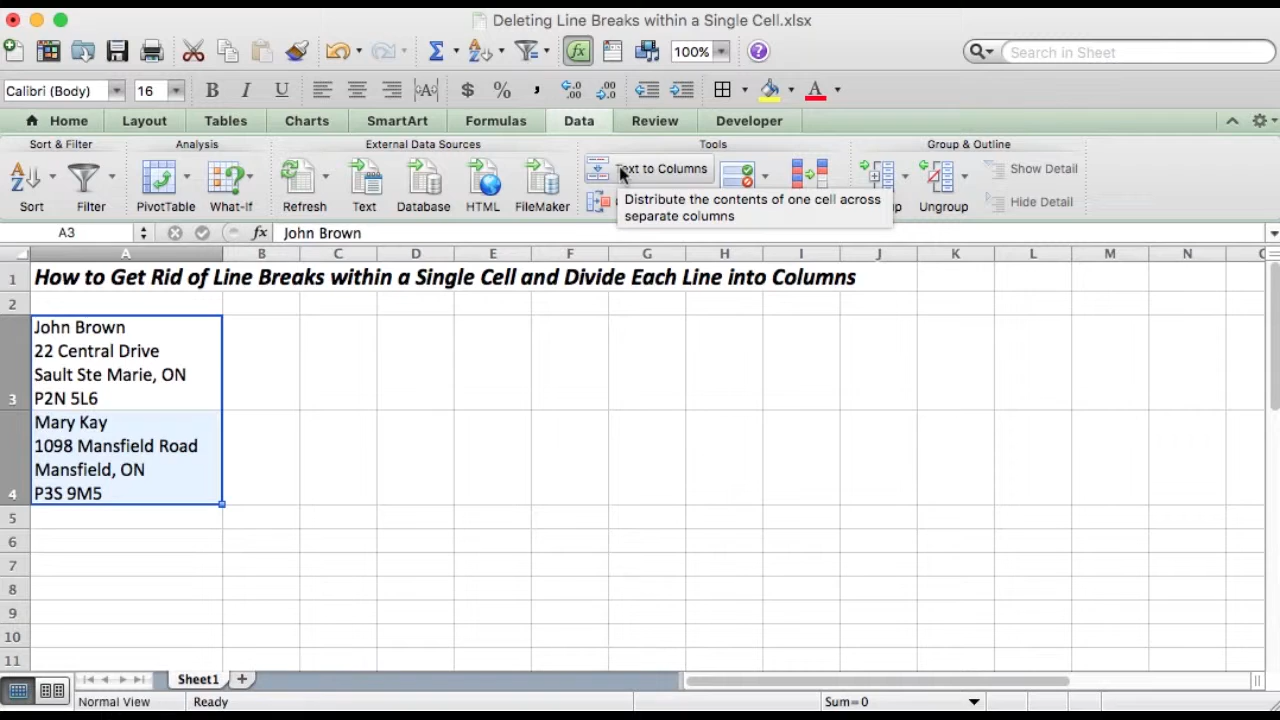 Deleting Line Breaks within a Single Cell.xlsx
100%
Search in Sheet
Calibri (Body) 16 B I U A $ % , A
Home Layout Tables Charts SmartArt Formulas Data Review Developer
Sort & Filter Analysis External Data Sources Tools Group & Outline
Text to Columns
Show Detail
Hide Detail
Sort Filter PivotTable What-If Refresh Text Database HTML FileMaker Ungroup
Distribute the contents of one cell across
separate columns
A3 fx John Brown
A B C D E F G H I J K L M N
1 How to Get Rid of Line Breaks within a Single Cell and Divide Each Line into Columns
2
John Brown
22 Central Drive
Sault Ste Marie, ON
3 P2N 5L6
Mary Kay
1098 Mansfield Road
Mansfield, ON
4 P3S 9M5
5
6
7
8
9
10
11
Sheet1
Normal View Ready Sum=0